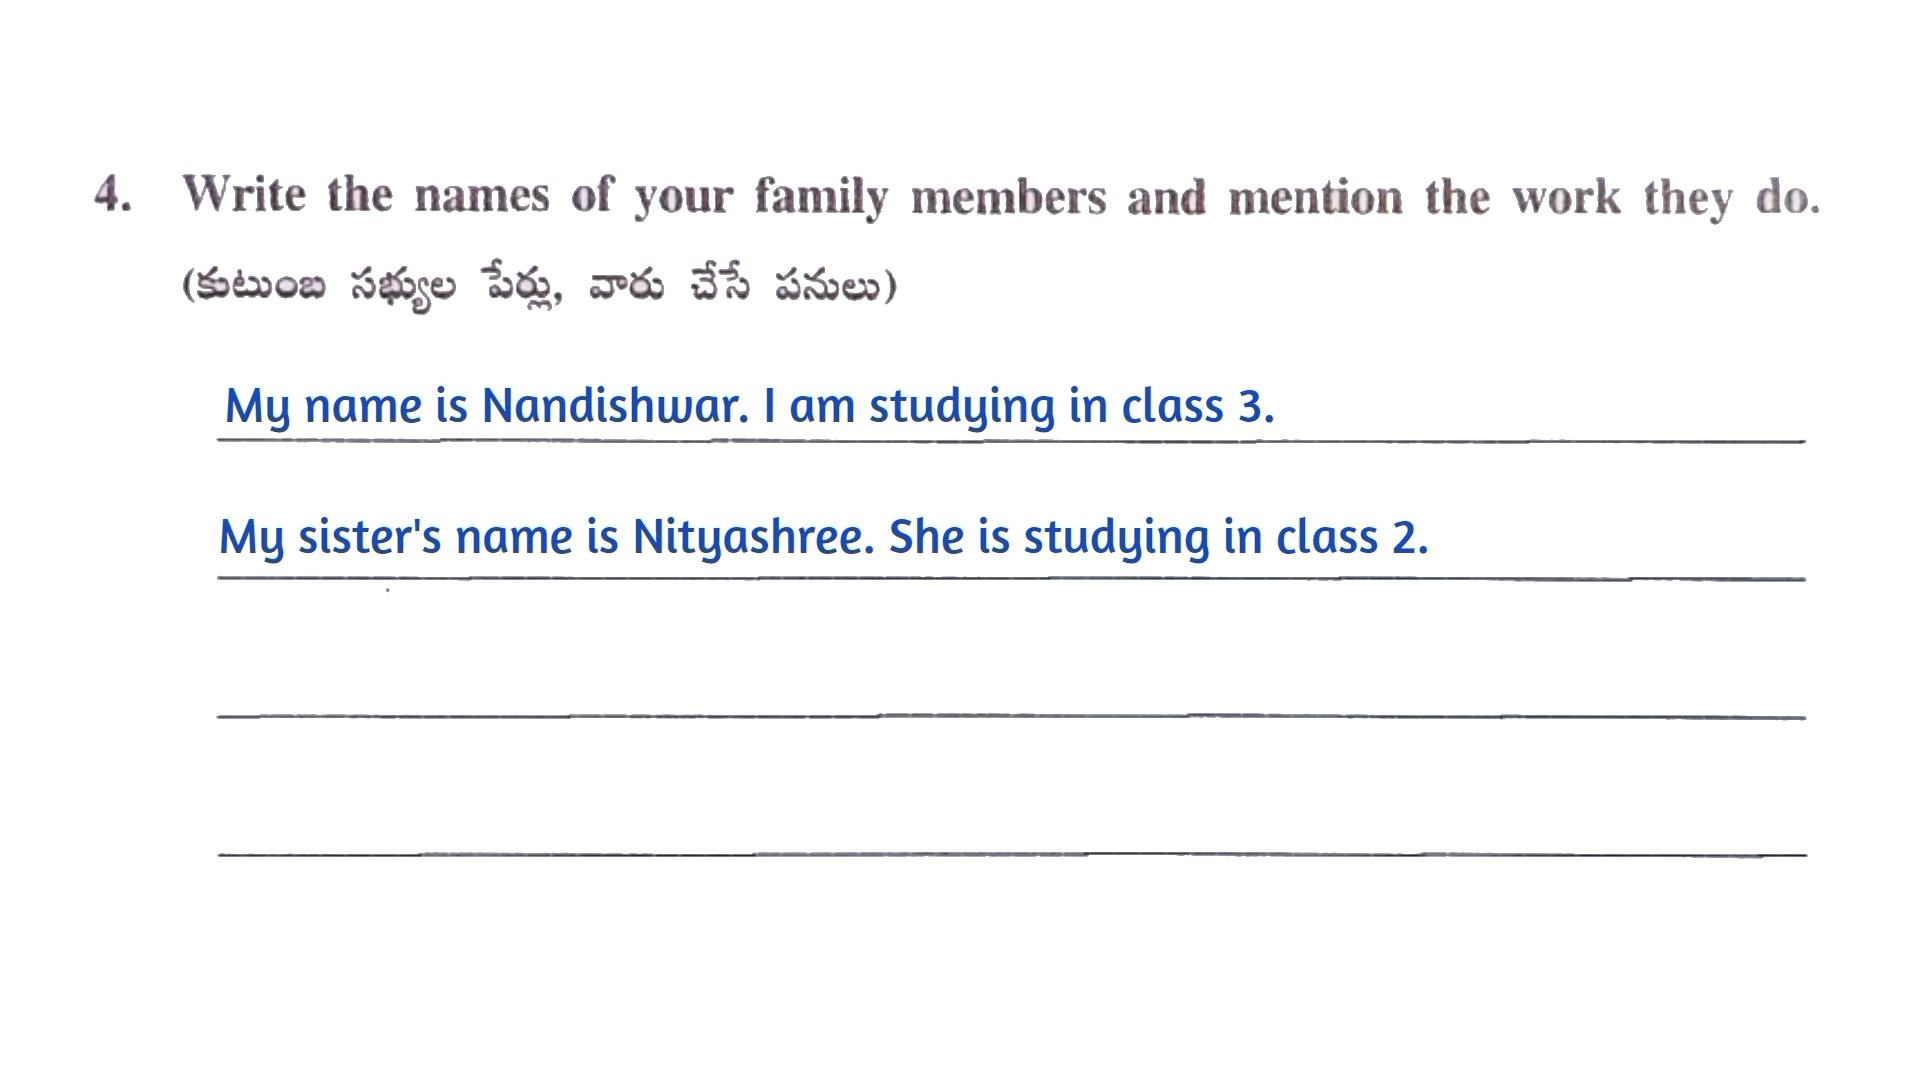 4. Write the names of your family members and mention the work they do.
(కుటుంబ సభ్యుల పేర్లు, వారు చేసే పనులు)
My name is Nandishwar. I am studying in class 3.
My sister's name is Nityashree. She is studying in class 2.